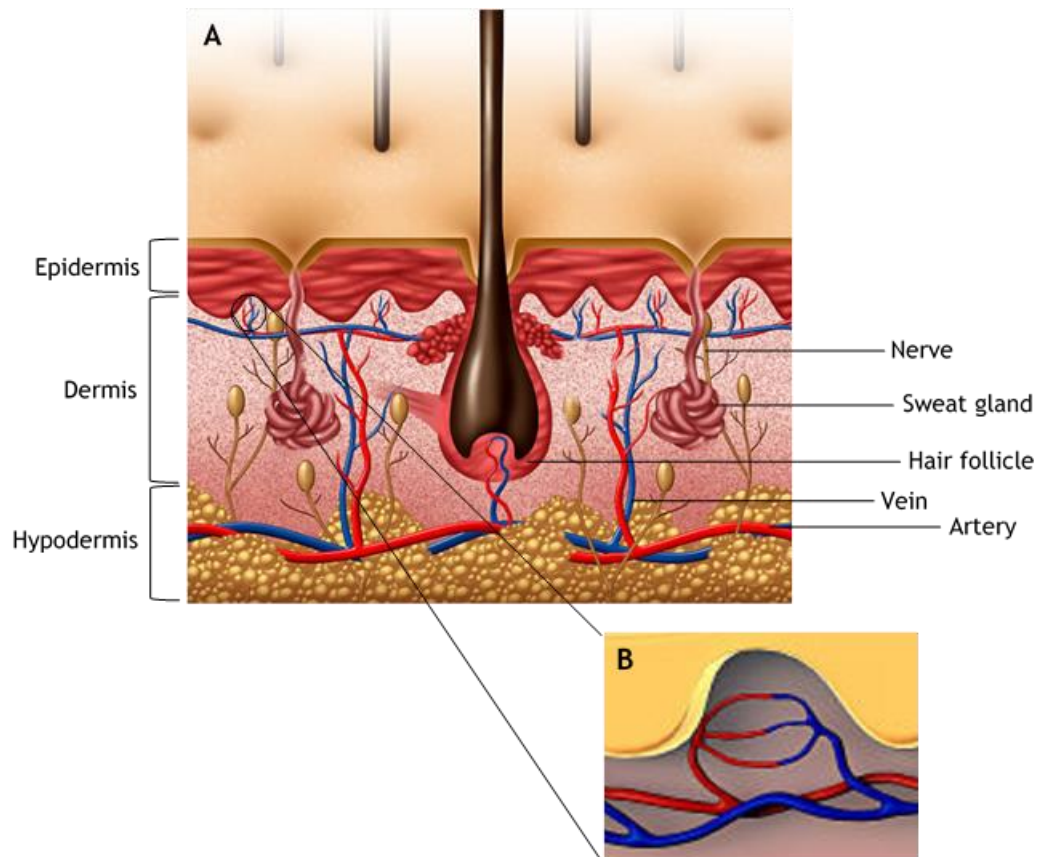 A
Epidermis
Dermis
Hypodermis
Nerve
Sweat gland
Hair follicle
Vein
Artery
B